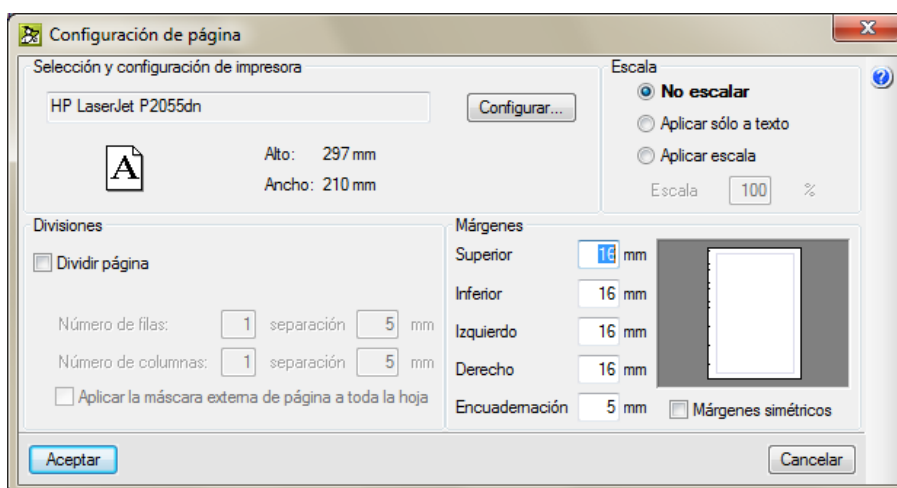 Configuración de página
Selección y configuración de impresora
HP LaserJet P2055dn
Configurar...
A
Alto: 297 mm
Ancho: 210 mm
Escala
No escalar
Aplicar sólo a texto
Aplicar escala
Escala 100 %
Divisiones
Dividir página
Número de filas: 1 separación 5 mm
Número de columnas: 1 separación 5 mm
Aplicar la máscara externa de página a toda la hoja
Márgenes
Superior 16 mm
Inferior 16 mm
Izquierdo 16 mm
Derecho 16 mm
Encuadernación 5 mm
Márgenes simétricos
Aceptar
Cancelar